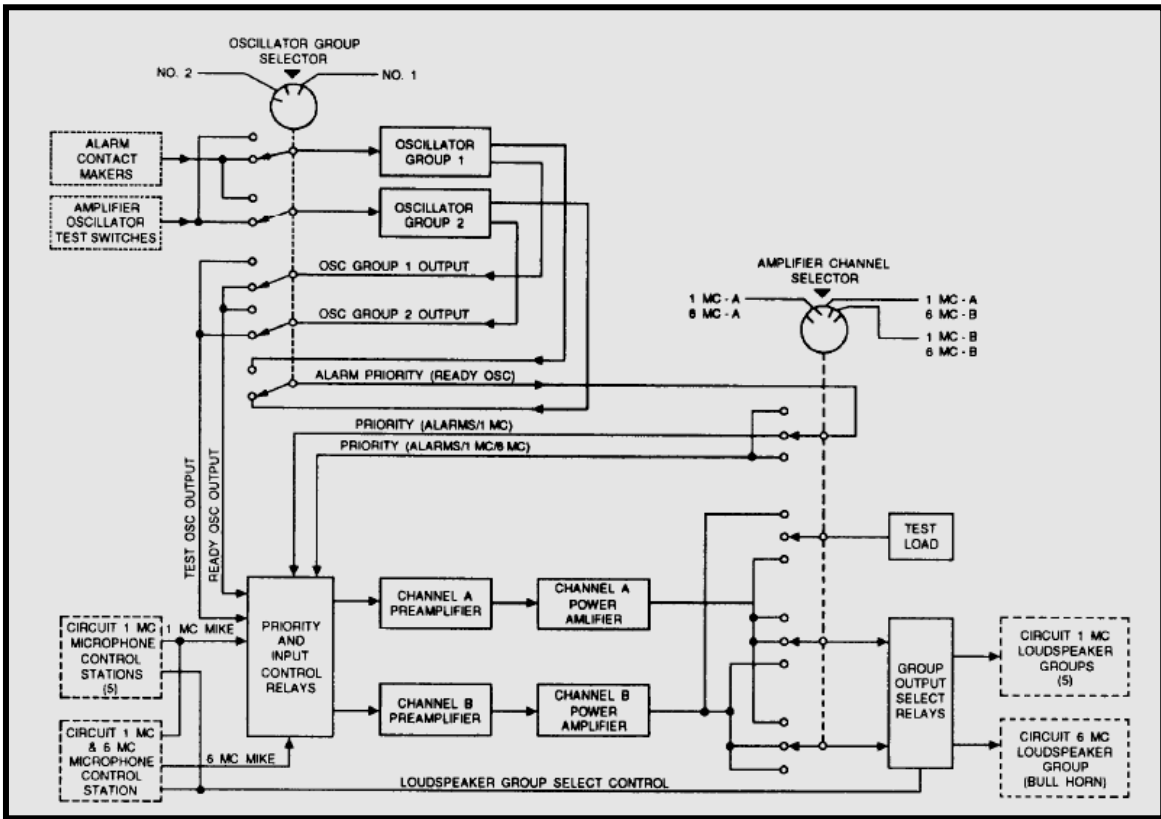 OSCILLATOR GROUP
SELECTOR
NO. 2
NO. 1
ALARM
CONTACT
MAKERS
OSCILLATOR
GROUP 1
AMPLIFIER
OSCILLATOR
TEST SWITCHES
OSCILLATOR
GROUP 2
OSC GROUP 1 OUTPUT
OSC GROUP 2 OUTPUT
AMPLIFIER CHANNEL
SELECTOR
1 MC - A
6 MC - A
1 MC - A
6 MC - B
1 MC - B
6 MC - B
ALARM PRIORITY (READY OSC)
PRIORITY (ALARMS/1 MC)
PRIORITY (ALARMS/1 MC/6 MC)
TEST OSC OUTPUT
READY OSC OUTPUT
TEST
LOAD
CIRCUIT 1 MC
MICROPHONE
CONTROL
STATIONS
(5)
1 MC MIKE
PRIORITY
AND
INPUT
CONTROL
RELAYS
CHANNEL A
PREAMPLIFIER
CHANNEL A
POWER
AMLIFIER
CHANNEL B
PREAMPLIFIER
CHANNEL B
POWER
AMPLIFIER
GROUP
OUTPUT
SELECT
RELAYS
CIRCUIT 1 MC
LOUDSPEAKER
GROUPS
(5)
CIRCUIT 1 MC
& 6 MC
MICROPHONE
CONTROL
STATION
6 MC MIKE
LOUDSPEAKER GROUP SELECT CONTROL
CIRCUIT 6 MC
LOUDSPEAKER
GROUP
(BULL HORN)